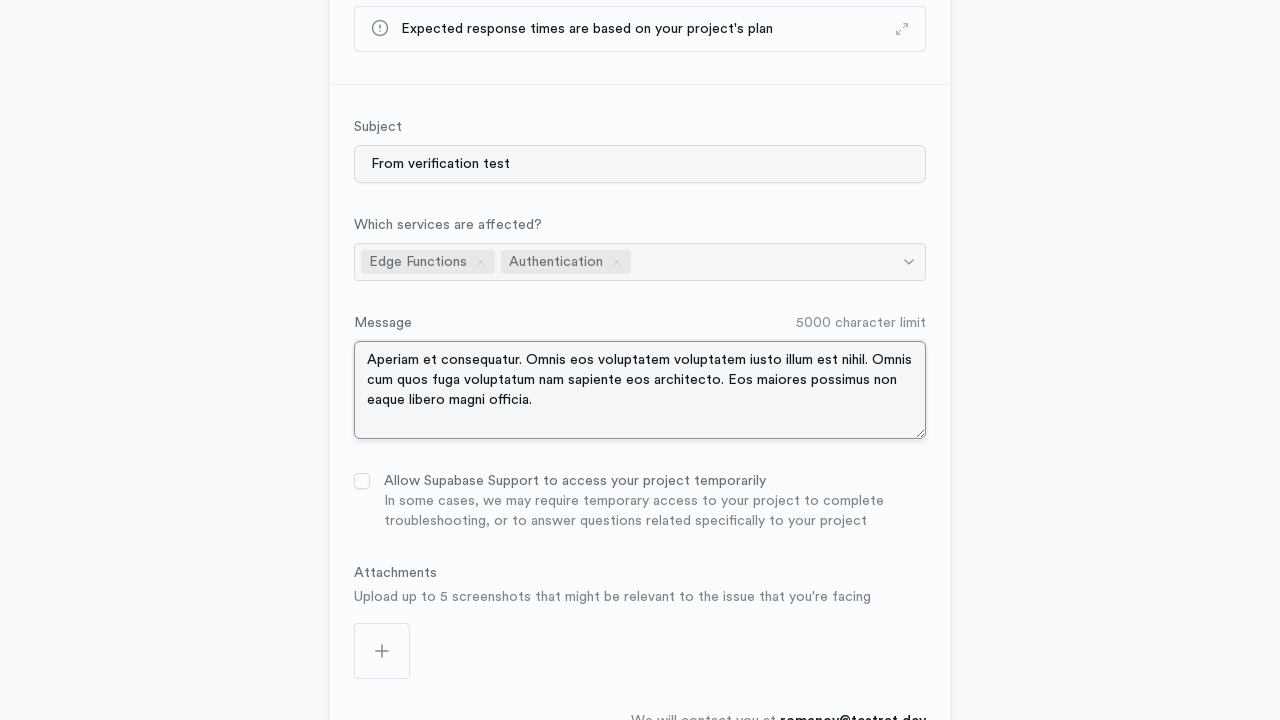 Expected response times are based on your project's plan
Subject
From verification test
Which services are affected?
Edge Functions Authentication
Message 5000 character limit
Aperiam et consequatur. Omnis eos voluptatem voluptatem iusto illum est nihil. Omnis
cum quos fuga voluptatum nam sapiente eos architecto. Eos maiores possimus non
eaque libero magni officia.
Allow Supabase Support to access your project temporarily
In some cases, we may require temporary access to your project to complete
troubleshooting, or to answer questions related specifically to your project
Attachments
Upload up to 5 screenshots that might be relevant to the issue that you're facing
We will contact you at